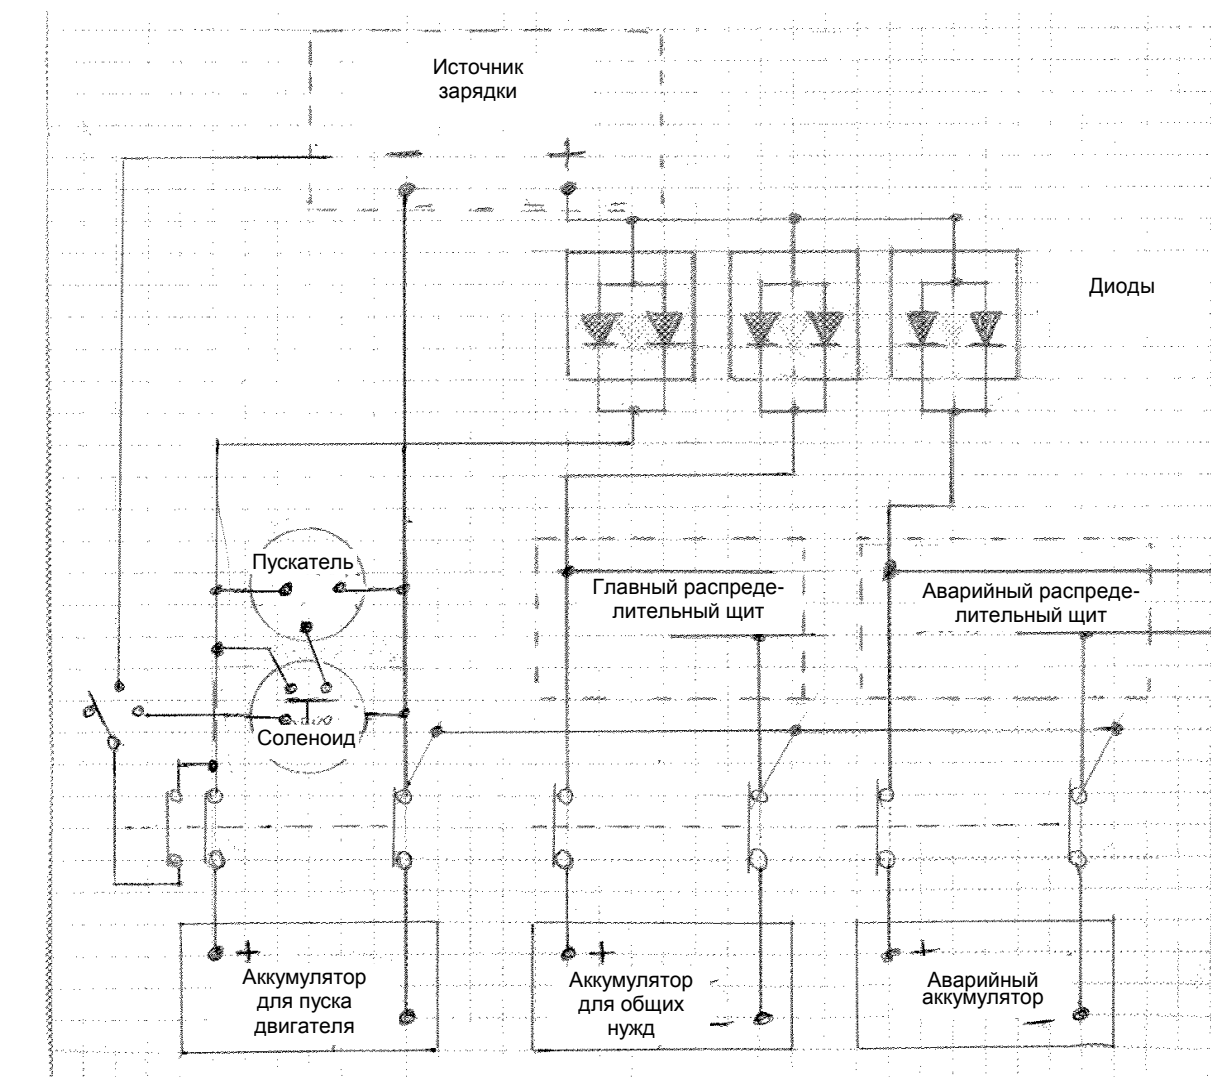 Источник
зарядки
− +
Диоды
Пускатель
Главный распреде-
лительный щит
Аварийный распреде-
лительный щит
Соленоид
+
Аккумулятор
для пуска
двигателя
+
Аккумулятор
для общих
нужд
−
+
Аварийный
аккумулятор
−